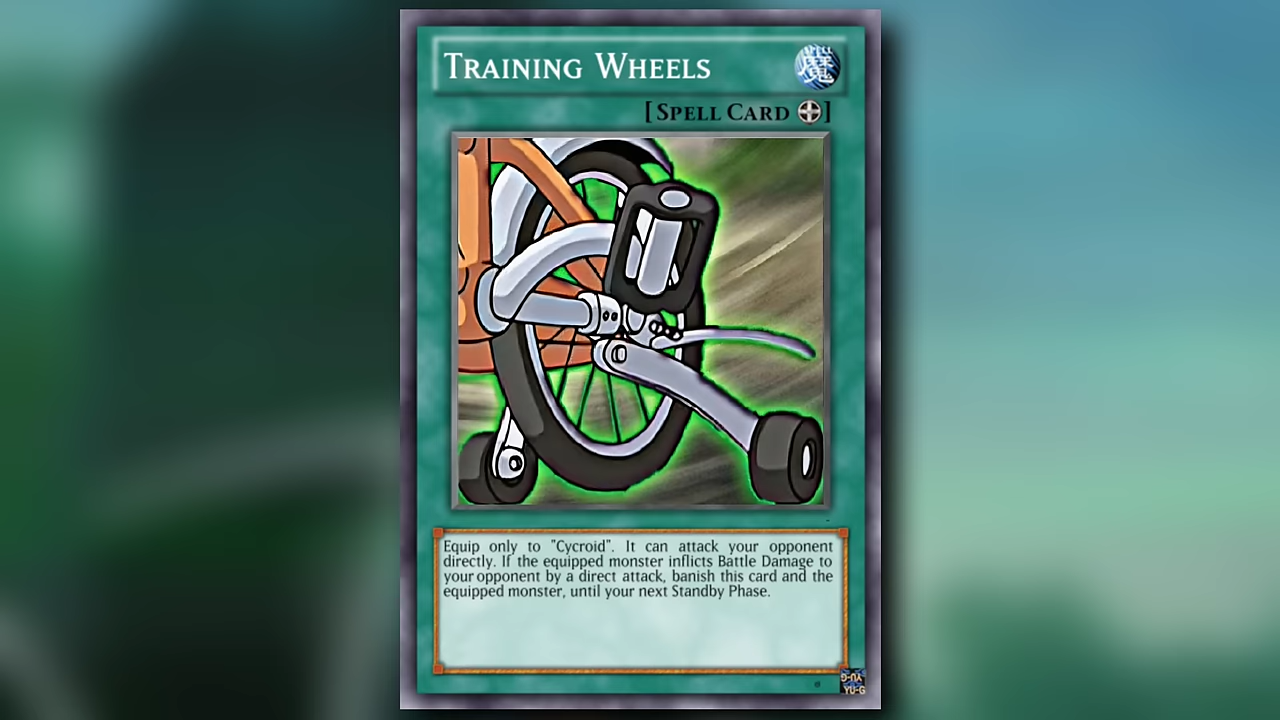 TRAINING WHEELS
魔
[SPELL CARD]
Equip only to "Cycroid". It can attack your opponent
directly. If the equipped monster inflicts Battle Damage to
your opponent by a direct attack, banish this card and the
equipped monster, until your next Standby Phase.
YU-G